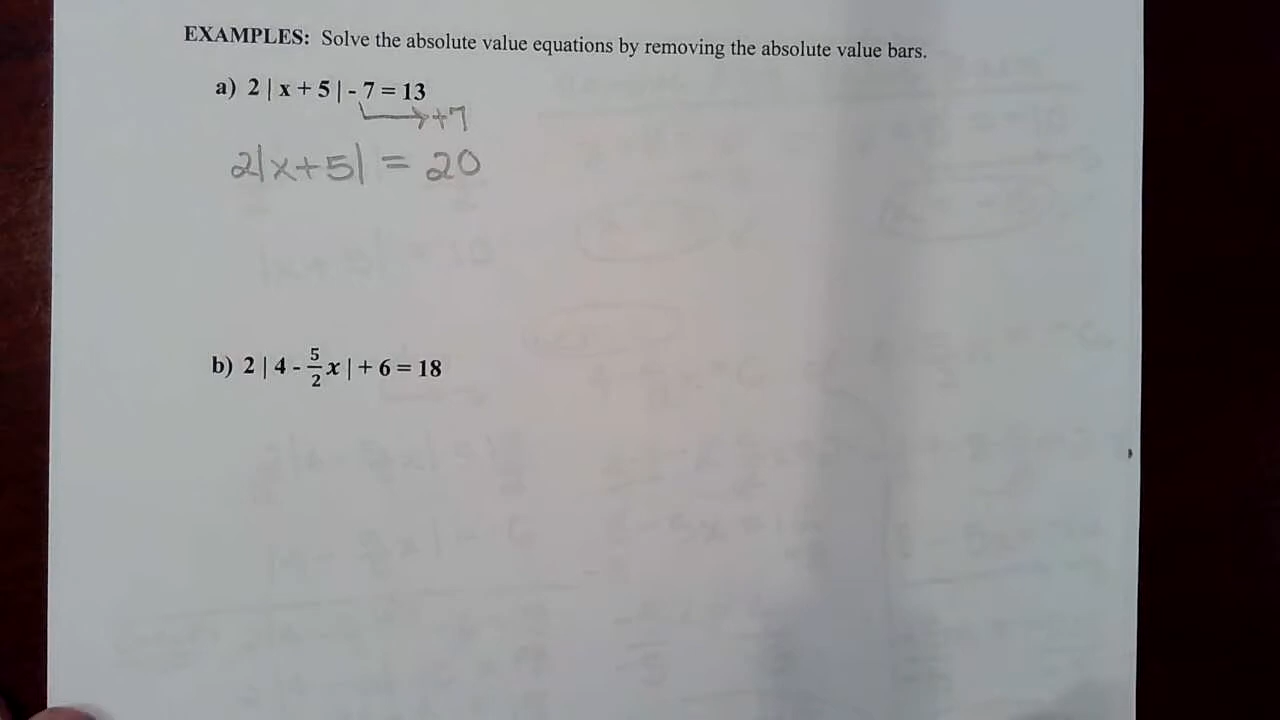 EXAMPLES: Solve the absolute value equations by removing the absolute value bars.
a) 2 | x + 5 | - 7 = 13
+7
2|x+5| = 20
b) 2 | 4 - 5/2 x | + 6 = 18